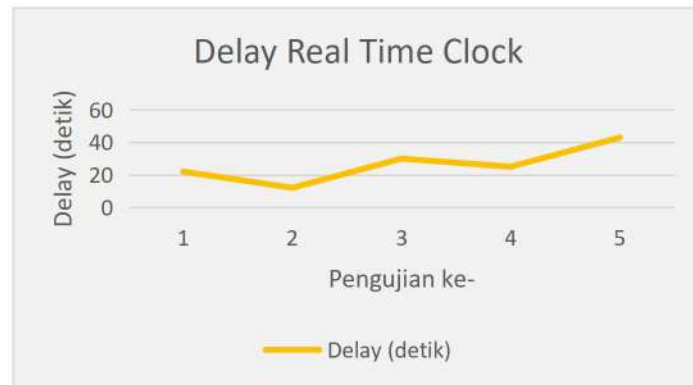 Delay Real Time Clock
Delay (detik)
60
40
20
0
1 2 3 4 5
Pengujian ke-
Delay (detik)